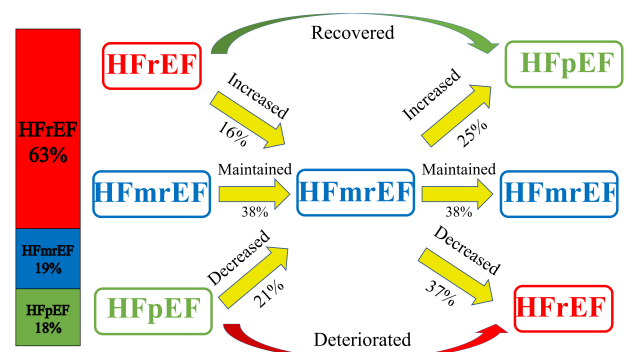 Recovered
HFrEF
HFpEF
Increased
16%
Increased
25%
HFrEF
63%
Maintained
38%
Maintained
38%
HFmrEF
HFmrEF
HFmrEF
HFmrEF
19%
Decreased
21%
Decreased
37%
HFpEF
18%
HFpEF
HFrEF
Deteriorated